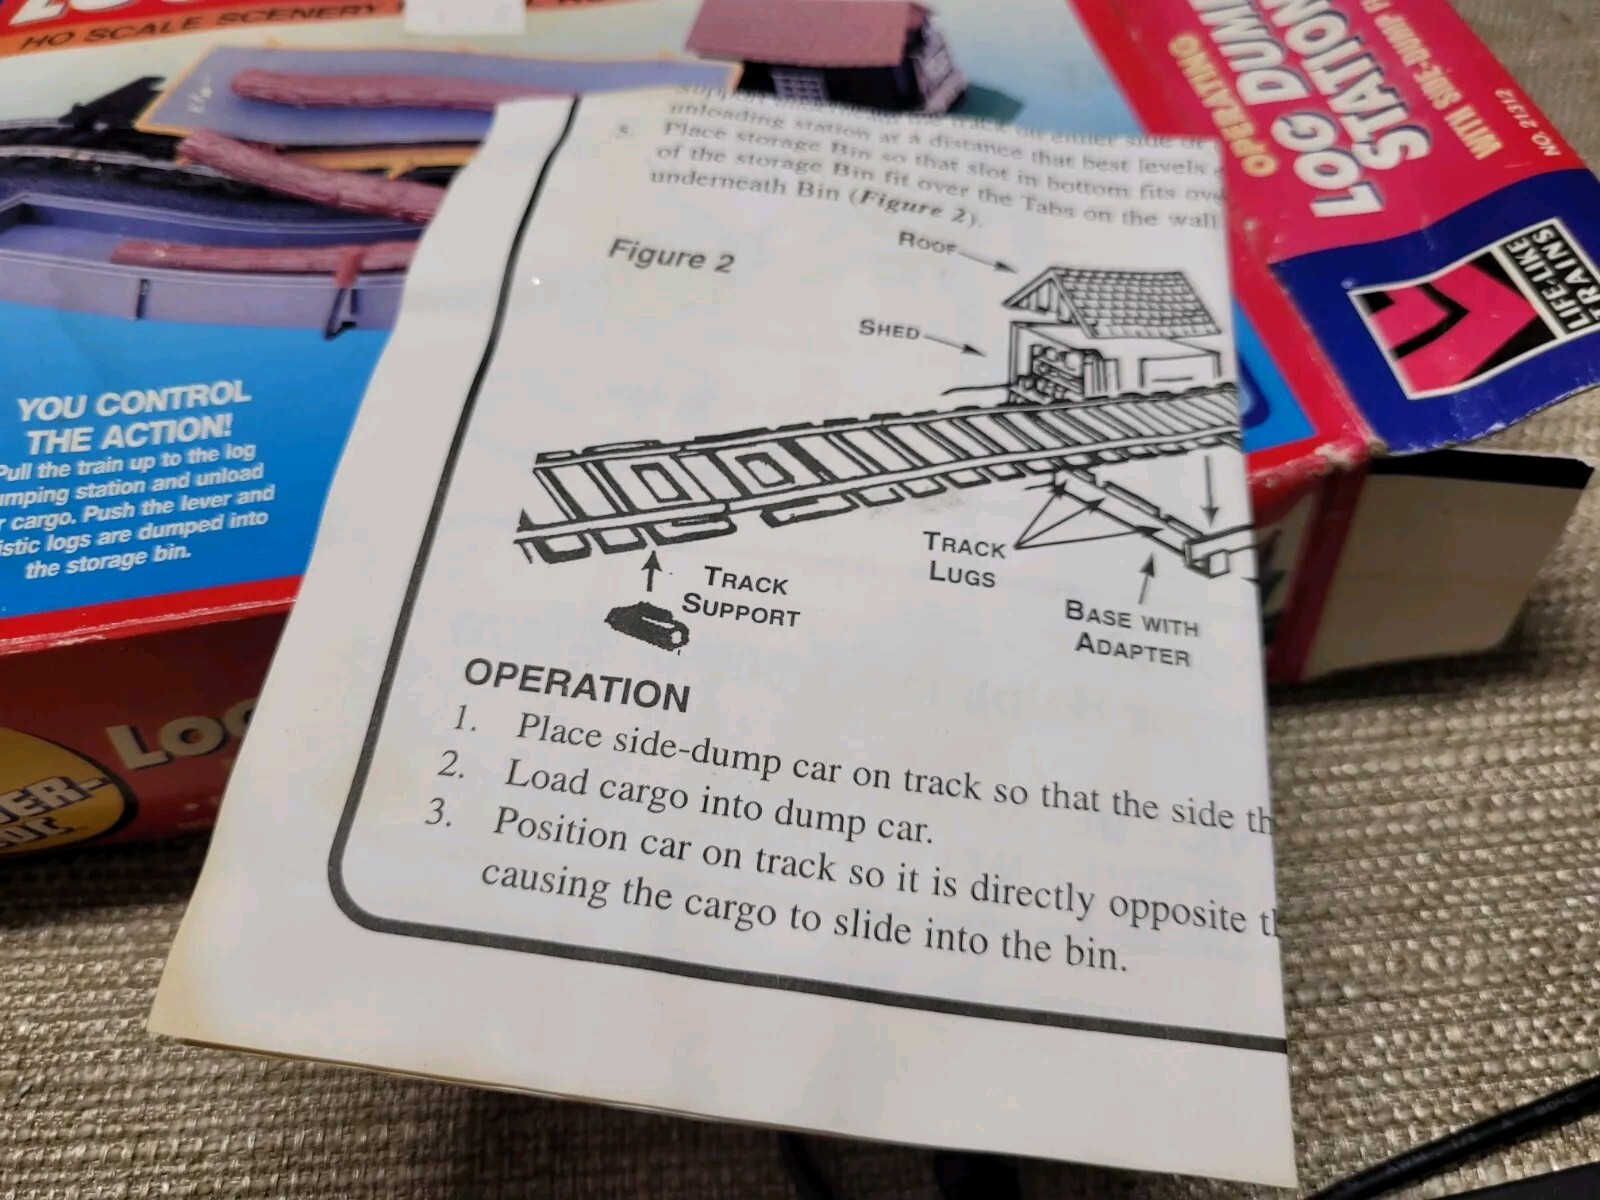 HO SCALE SCENERY
OPERATING
LOG DUMP
STATION
WITH SIDE-DUMP
NO. 21312
LIFE-LIKE
TRAINS
YOU CONTROL
THE ACTION!
Pull the train up to the log
umping station and unload
r cargo. Push the lever and
istic logs are dumped into
the storage bin.
LOG
unloading station at a distance that best levels
5. Place storage Bin so that slot in bottom fits ove
of the storage Bin fit over the Tabs on the wall
underneath Bin (Figure 2).
Figure 2
ROOF
SHED
TRACK
LUGS
TRACK
SUPPORT
BASE WITH
ADAPTER
OPERATION
1. Place side-dump car on track so that the side th
2. Load cargo into dump car.
3. Position car on track so it is directly opposite th
causing the cargo to slide into the bin.